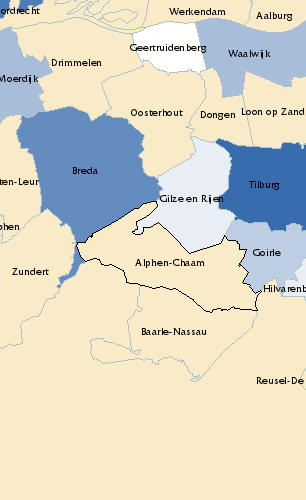 ordrecht
Werkendam
Aalburg
Geertruidenberg
Waalwijk
Drimmelen
Moerdijk
Oosterhout
Dongen
Loon op Zand
Breda
ten-Leur
Tilburg
Gilze en Rijen
phen
Goirle
Alphen-Chaam
Zundert
Hilvarenb
Baarle-Nassau
Reusel-De